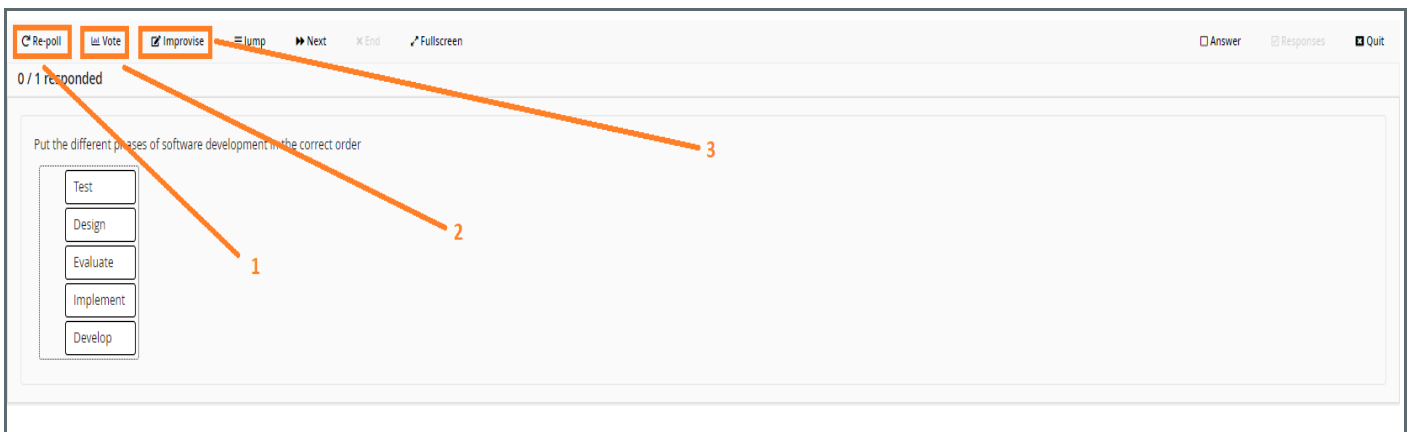 Re-poll Vote Improvise Jump Next End Fullscreen Answer Responses Quit
0 / 1 responded
Put the different phases of software development in the correct order
Test
Design
Evaluate
Implement
Develop
1
2
3